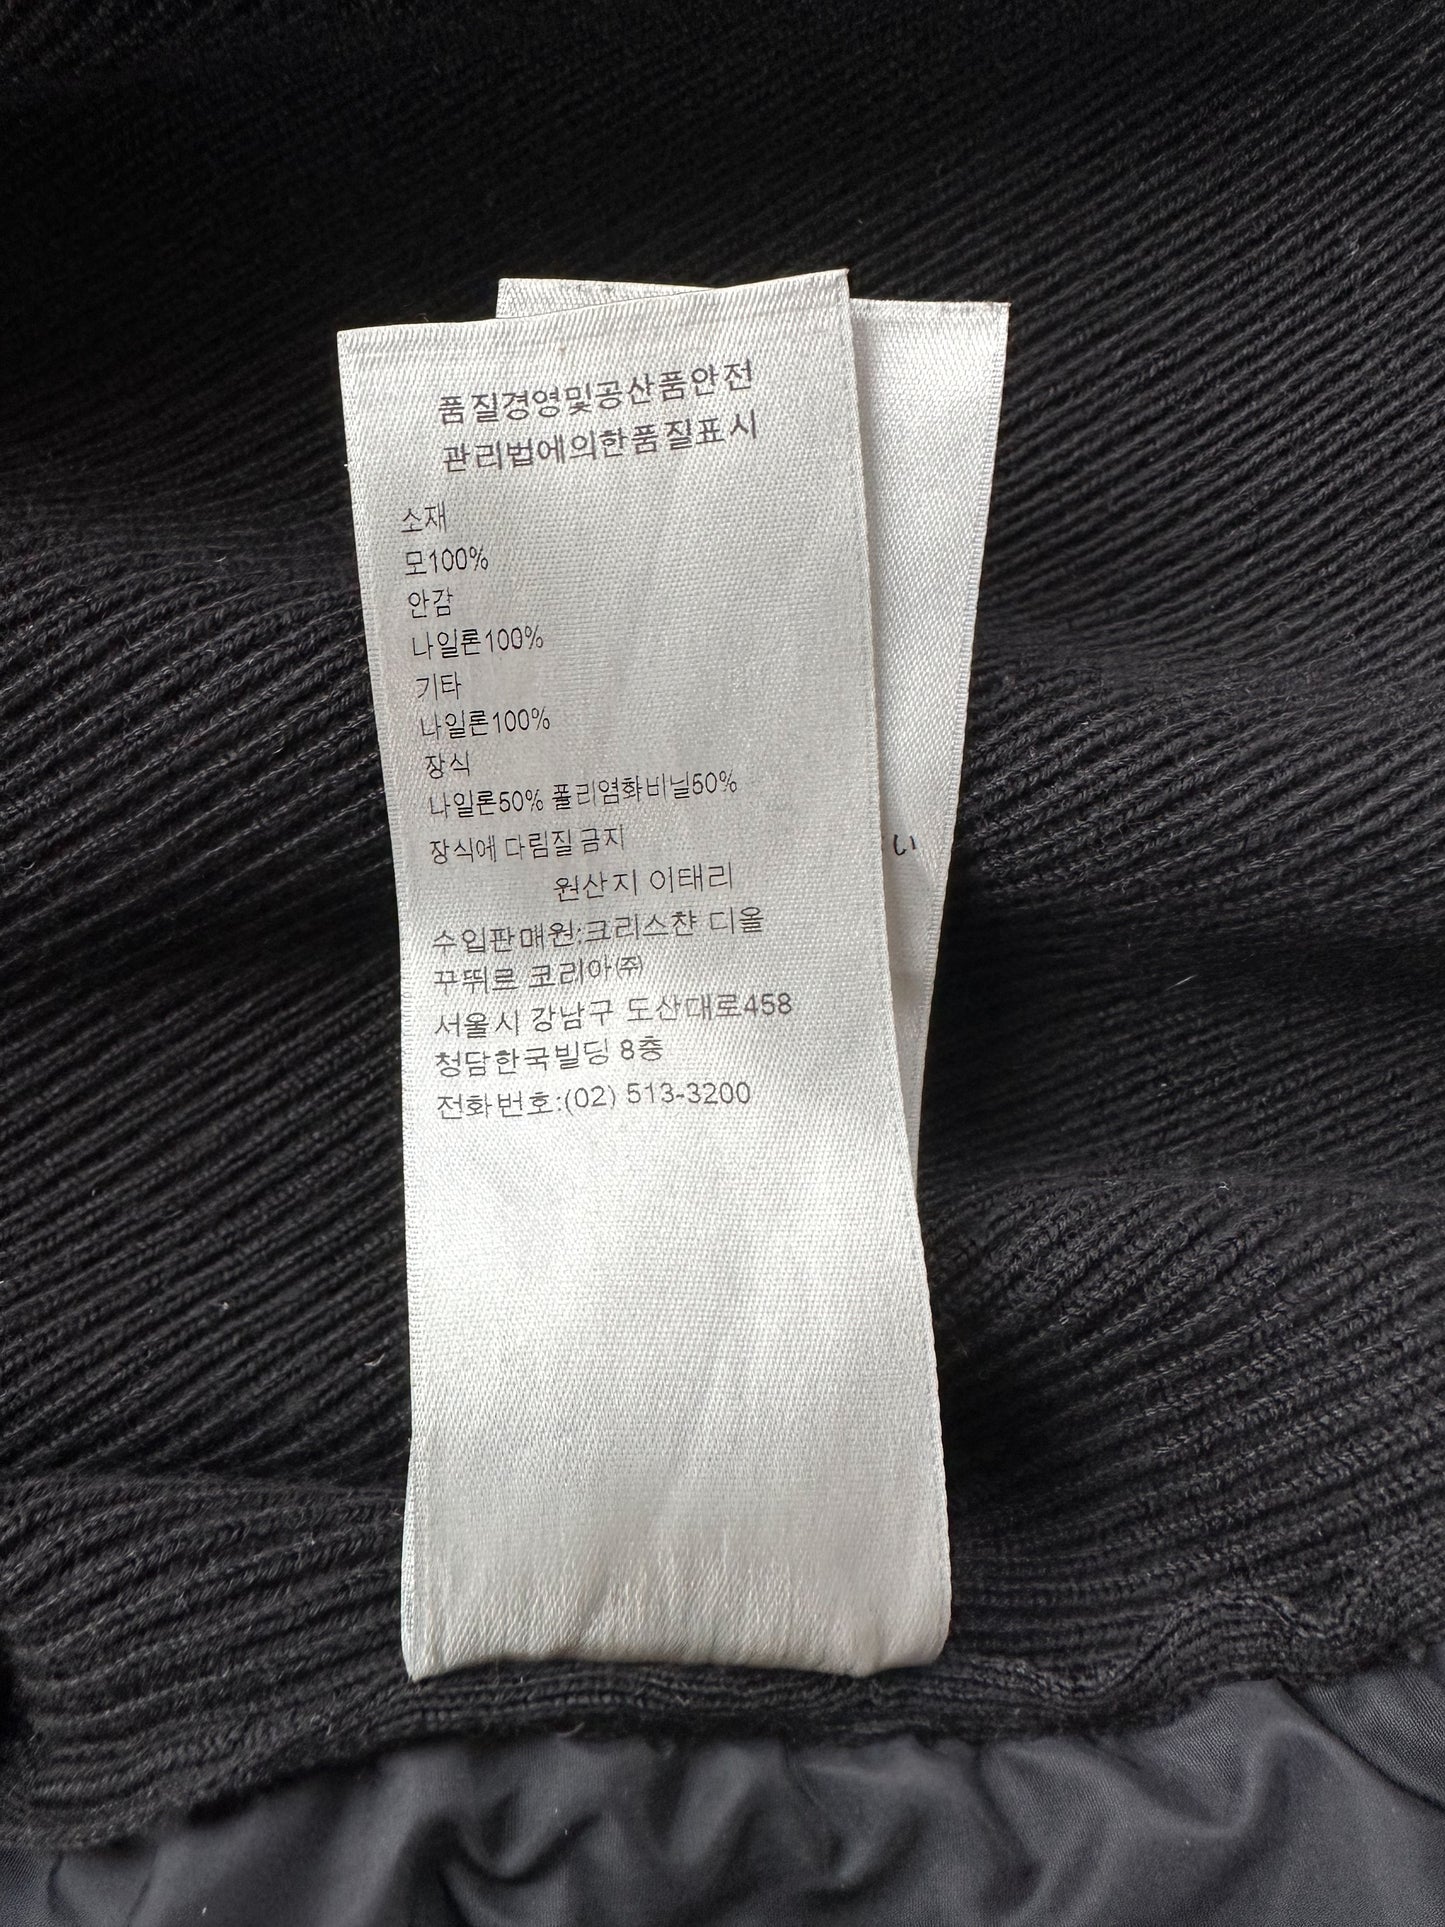 품질경영및공산품안전
관리법에의한품질표시
소재
모100%
안감
나일론100%
기타
나일론100%
장식
나일론50% 폴리염화비닐50%
장식에 다림질 금지
원산지 이태리
수입판매원:크리스챤 디올
꾸뛰르 코리아㈜
서울시 강남구 도산대로458
청담한국빌딩 8층
전화번호:(02) 513-3200
い